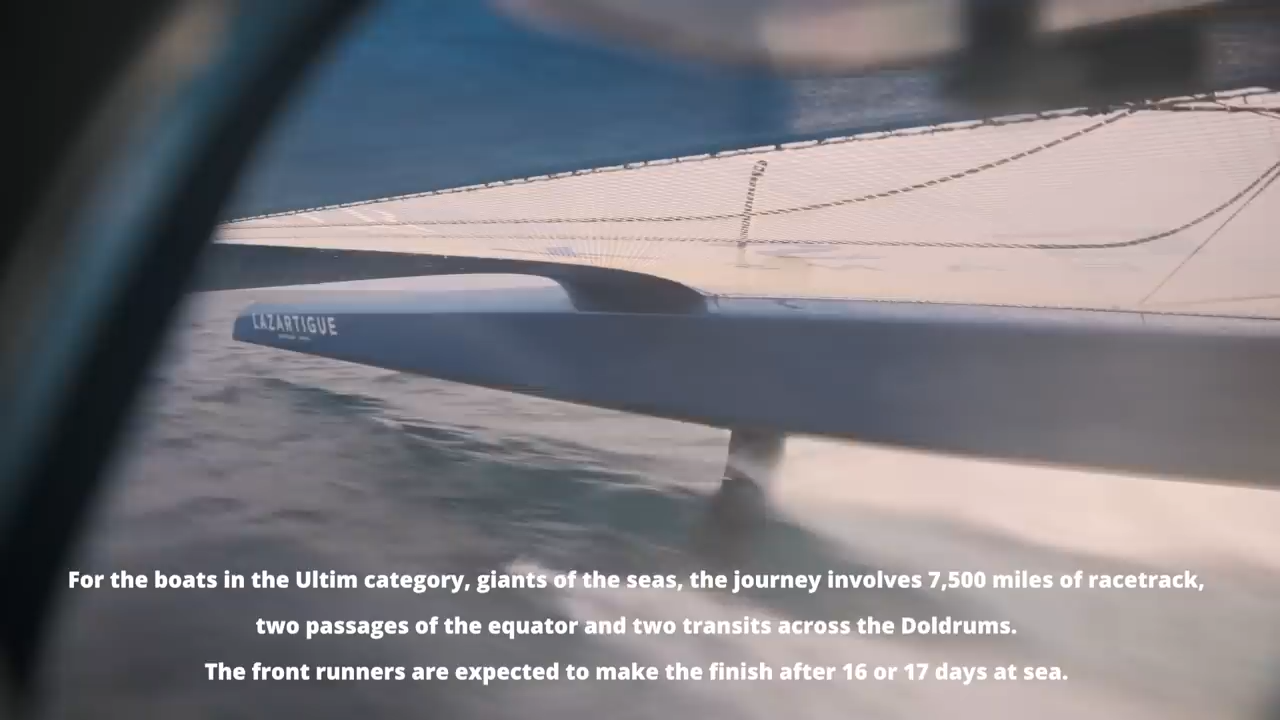 LAZARTIGUE
For the boats in the Ultim category, giants of the seas, the journey involves 7,500 miles of racetrack,
two passages of the equator and two transits across the Doldrums.
The front runners are expected to make the finish after 16 or 17 days at sea.